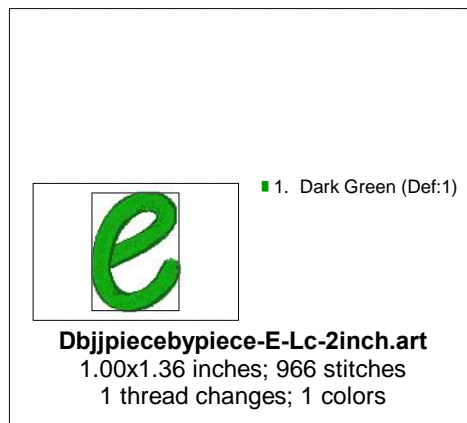 1. Dark Green (Def:1)
e
Dbjjpiecebypiece-E-Lc-2inch.art
1.00x1.36 inches; 966 stitches
1 thread changes; 1 colors